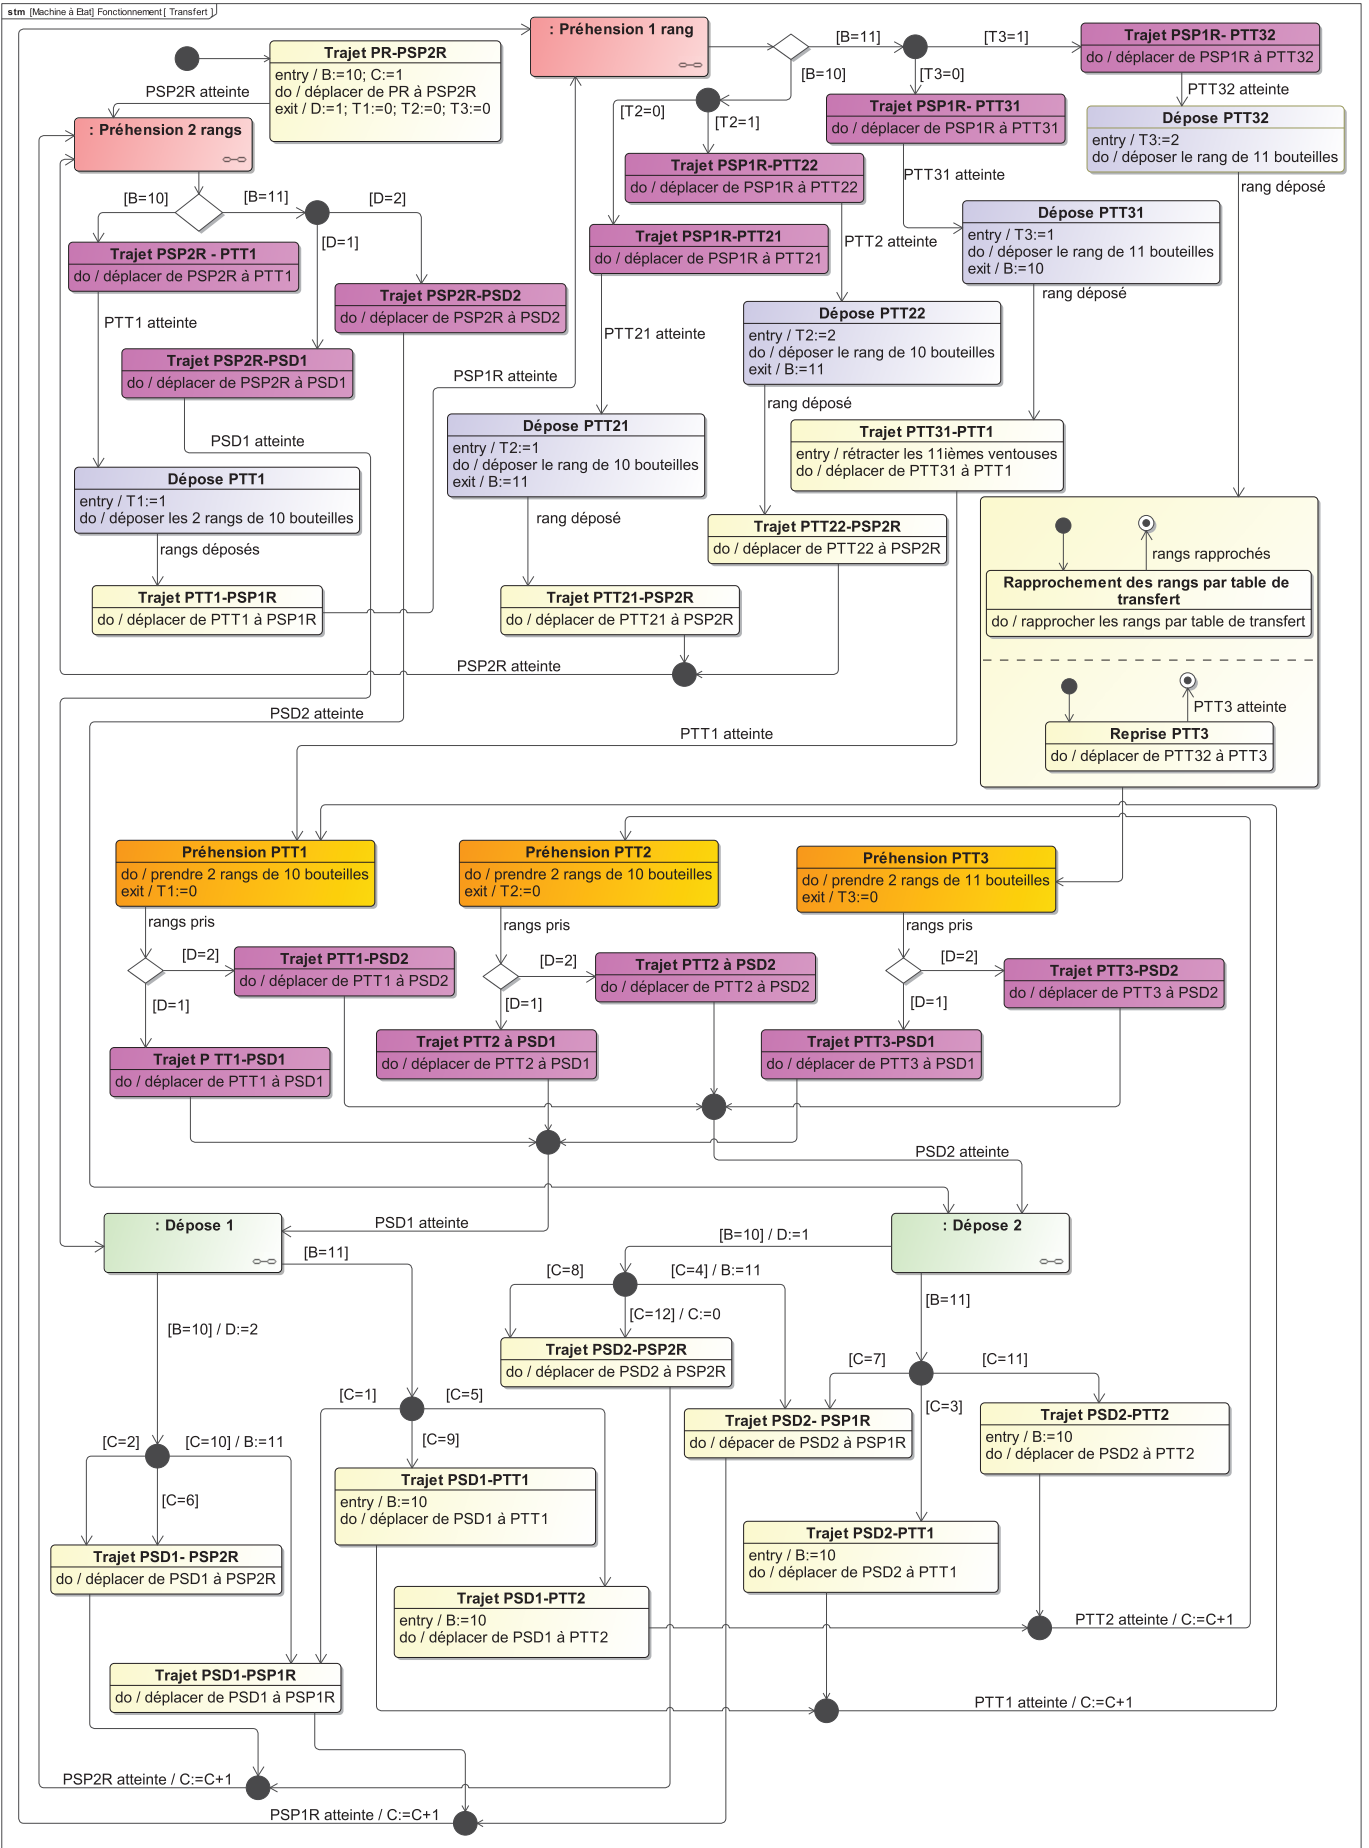 stm [Machine à Etat] Fonctionnement [ Transfert ]
: Préhension 1 rang
[B=11]
[T3=1]
Trajet PSP1R- PTT32
do / déplacer de PSP1R à PTT32
Trajet PR-PSP2R
entry / B:=10; C:=1
do / déplacer de PR à PSP2R
exit / D:=1; T1:=0; T2:=0; T3:=0
[B=10]
[T3=0]
PSP2R atteinte
PTT32 atteinte
[T2=0]
[T2=1]
Trajet PSP1R- PTT31
do / déplacer de PSP1R à PTT31
Dépose PTT32
entry / T3:=2
do / déposer le rang de 11 bouteilles
: Préhension 2 rangs
Trajet PSP1R-PTT22
do / déplacer de PSP1R à PTT22
PTT31 atteinte
rang déposé
[B=10]
[B=11]
[D=2]
[D=1]
Trajet PSP1R-PTT21
do / déplacer de PSP1R à PTT21
PTT2 atteinte
Dépose PTT31
entry / T3:=1
do / déposer le rang de 11 bouteilles
exit / B:=10
Trajet PSP2R - PTT1
do / déplacer de PSP2R à PTT1
Trajet PSP2R-PSD2
do / déplacer de PSP2R à PSD2
rang déposé
PTT1 atteinte
PTT21 atteinte
Dépose PTT22
entry / T2:=2
do / déposer le rang de 10 bouteilles
exit / B:=11
Trajet PSP2R-PSD1
do / déplacer de PSP2R à PSD1
PSP1R atteinte
rang déposé
PSD1 atteinte
Dépose PTT21
entry / T2:=1
do / déposer le rang de 10 bouteilles
exit / B:=11
Trajet PTT31-PTT1
entry / rétracter les 11ièmes ventouses
do / déplacer de PTT31 à PTT1
Dépose PTT1
entry / T1:=1
do / déposer les 2 rangs de 10 bouteilles
rang déposé
Trajet PTT22-PSP2R
do / déplacer de PTT22 à PSP2R
rangs déposés
rangs rapprochés
Trajet PTT1-PSP1R
do / déplacer de PTT1 à PSP1R
Trajet PTT21-PSP2R
do / déplacer de PTT21 à PSP2R
Rapprochement des rangs par table de
transfert
do / rapprocher les rangs par table de transfert
PSP2R atteinte
PSD2 atteinte
PTT3 atteinte
PTT1 atteinte
Reprise PTT3
do / déplacer de PTT32 à PTT3
Préhension PTT1
do / prendre 2 rangs de 10 bouteilles
exit / T1:=0
Préhension PTT2
do / prendre 2 rangs de 10 bouteilles
exit / T2:=0
Préhension PTT3
do / prendre 2 rangs de 11 bouteilles
exit / T3:=0
rangs pris
rangs pris
rangs pris
[D=2]
Trajet PTT1-PSD2
do / déplacer de PTT1 à PSD2
[D=2]
Trajet PTT2 à PSD2
do / déplacer de PTT2 à PSD2
[D=2]
Trajet PTT3-PSD2
do / déplacer de PTT3 à PSD2
[D=1]
[D=1]
[D=1]
Trajet P TT1-PSD1
do / déplacer de PTT1 à PSD1
Trajet PTT2 à PSD1
do / déplacer de PTT2 à PSD1
Trajet PTT3-PSD1
do / déplacer de PTT3 à PSD1
PSD2 atteinte
: Dépose 1
PSD1 atteinte
: Dépose 2
[B=11]
[B=10] / D:=1
[C=8]
[C=4] / B:=11
[C=12] / C:=0
[B=11]
[B=10] / D:=2
Trajet PSD2-PSP2R
do / déplacer de PSD2 à PSP2R
[C=7]
[C=11]
[C=3]
[C=1]
[C=5]
[C=9]
Trajet PSD2- PSP1R
do / dépacer de PSD2 à PSP1R
Trajet PSD2-PTT2
entry / B:=10
do / déplacer de PSD2 à PTT2
[C=2]
[C=10] / B:=11
[C=6]
Trajet PSD1-PTT1
entry / B:=10
do / déplacer de PSD1 à PTT1
Trajet PSD2-PTT1
entry / B:=10
do / déplacer de PSD2 à PTT1
Trajet PSD1- PSP2R
do / déplacer de PSD1 à PSP2R
Trajet PSD1-PTT2
entry / B:=10
do / déplacer de PSD1 à PTT2
PTT2 atteinte / C:=C+1
Trajet PSD1-PSP1R
do / déplacer de PSD1 à PSP1R
PTT1 atteinte / C:=C+1
PSP2R atteinte / C:=C+1
PSP1R atteinte / C:=C+1